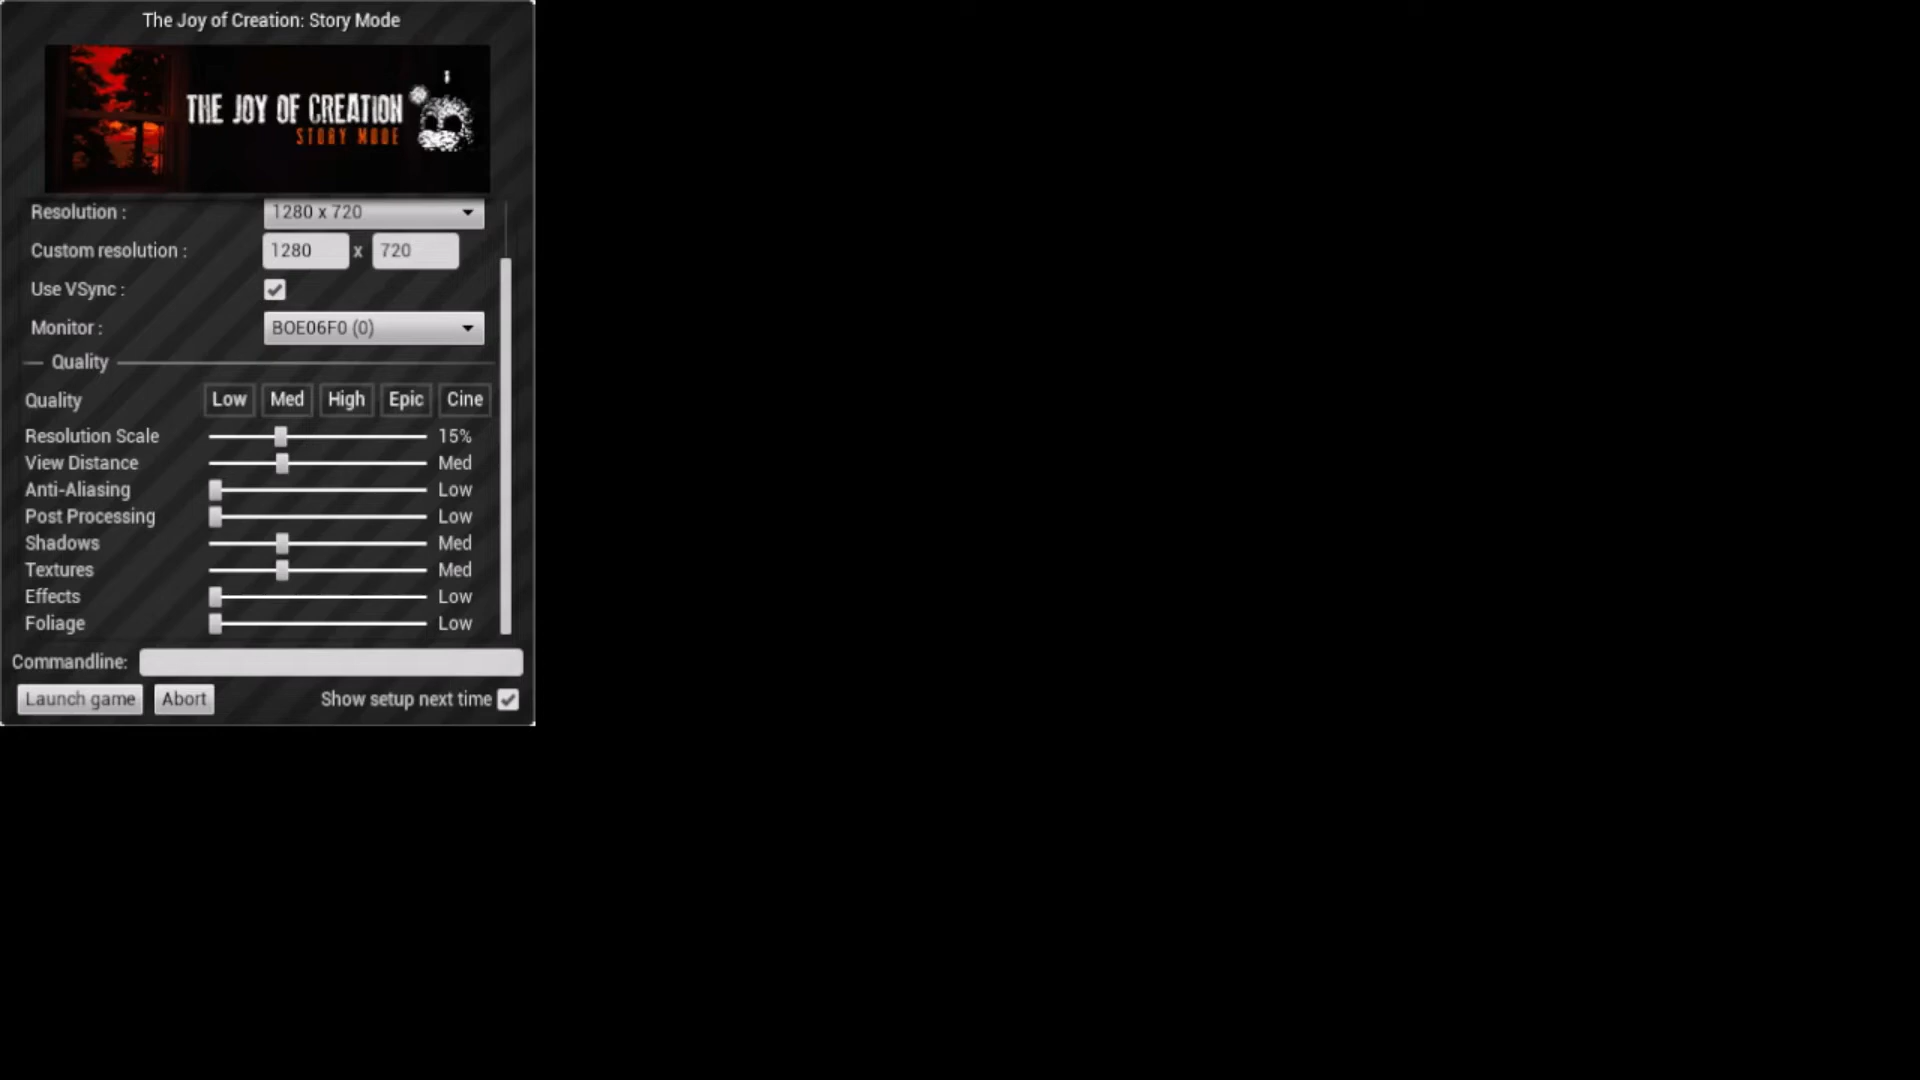 The Joy of Creation: Story Mode
THE JOY OF CREATION
STORY MODE
Resolution : 1280 x 720
Custom resolution : 1280 x 720
Use VSync :
Monitor : BOE06F0 (0)
Quality
Quality Low Med High Epic Cine
Resolution Scale 15%
View Distance Med
Anti-Aliasing Low
Post Processing Low
Shadows Med
Textures Med
Effects Low
Foliage Low
Commandline:
Launch game Abort Show setup next time